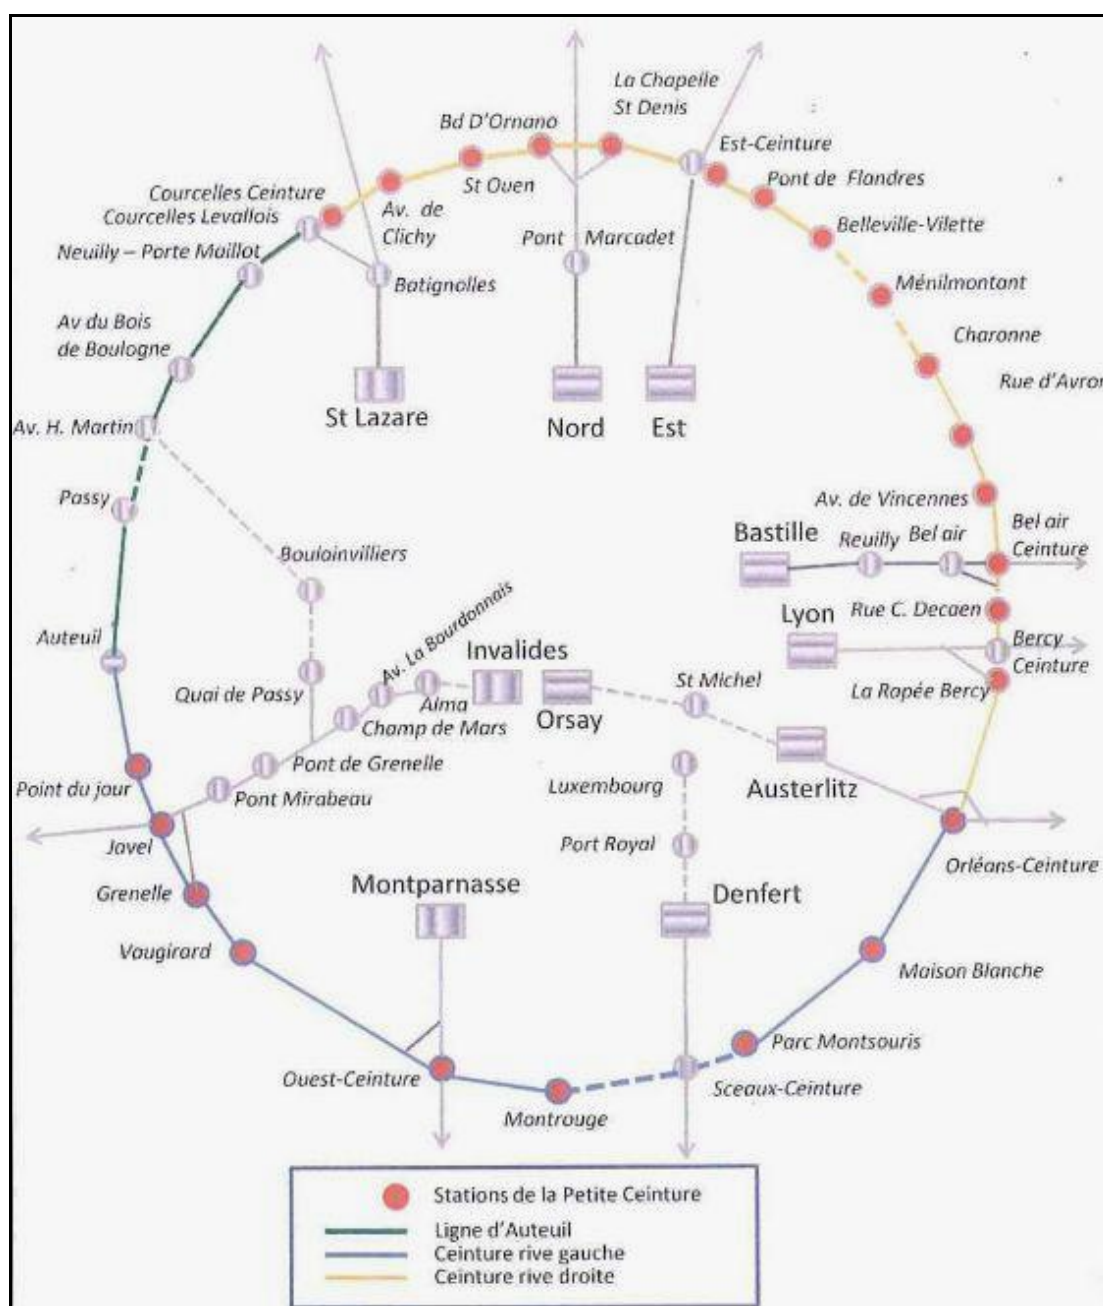 La Chapelle
St Denis
Bd D'Ornano
Est-Ceinture
St Ouen
Pont de Flandres
Courcelles Ceinture
Courcelles Levallois
Av. de
Clichy
Belleville-Vilette
Neuilly – Porte Maillot
Pont Marcadet
Batignolles
Ménilmontant
Av du Bois
de Boulogne
Charonne
Rue d'Avron
St Lazare
Nord
Est
Av. H. Martin
Passy
Av. de Vincennes
Bastille
Reuilly
Bel air
Bel air
Ceinture
Boulainvilliers
Lyon
Rue C. Decaen
Auteuil
Av. La Bourdonnais
Invalides
Bercy
Ceinture
Quai de Passy
Alma
Champ de Mars
Orsay
St Michel
La Rapée Bercy
Point du jour
Pont de Grenelle
Pont Mirabeau
Luxembourg
Austerlitz
Javel
Port Royal
Orléans-Ceinture
Grenelle
Montparnasse
Denfert
Vaugirard
Maison Blanche
Parc Montsouris
Ouest-Ceinture
Sceaux-Ceinture
Montrouge
Stations de la Petite Ceinture
Ligne d'Auteuil
Ceinture rive gauche
Ceinture rive droite